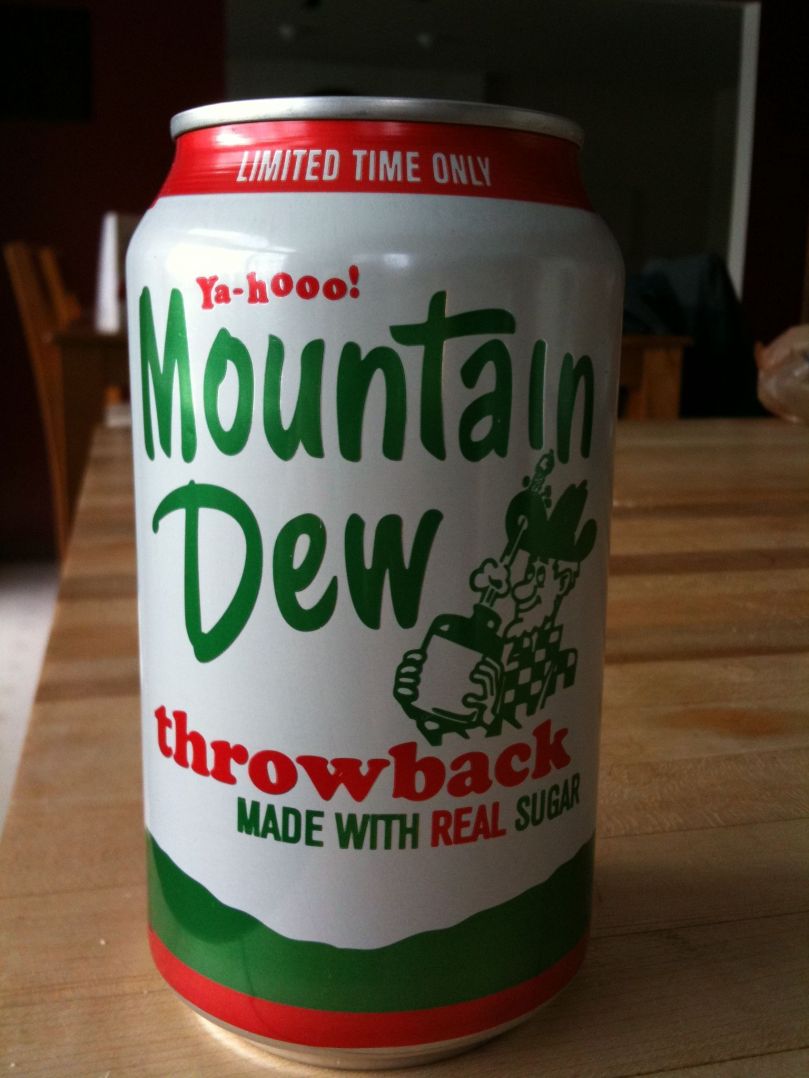 LIMITED TIME ONLY
Ya-hooo!
Mountain
Dew
throwback
MADE WITH REAL SUGAR